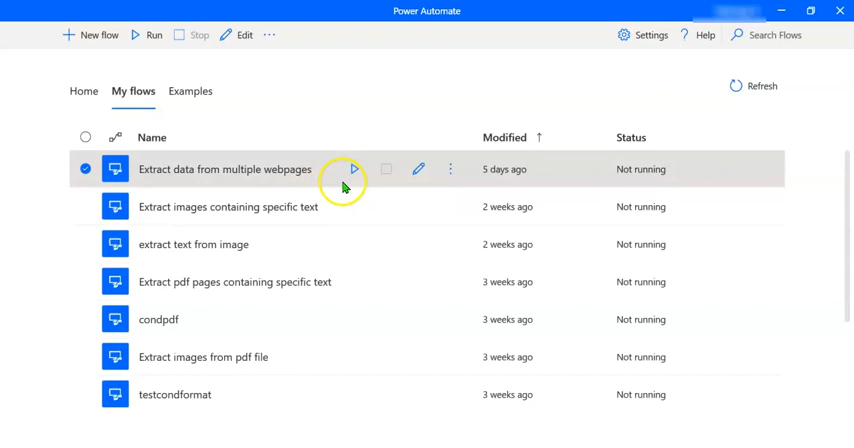 Power Automate
New flow Run Stop Edit ... Settings Help Search Flows
Home My flows Examples Refresh
Name Modified Status
Extract data from multiple webpages 5 days ago Not running
Extract images containing specific text 2 weeks ago Not running
extract text from image 2 weeks ago Not running
Extract pdf pages containing specific text 3 weeks ago Not running
condpdf 3 weeks ago Not running
Extract images from pdf file 3 weeks ago Not running
testcondformat 3 weeks ago Not running